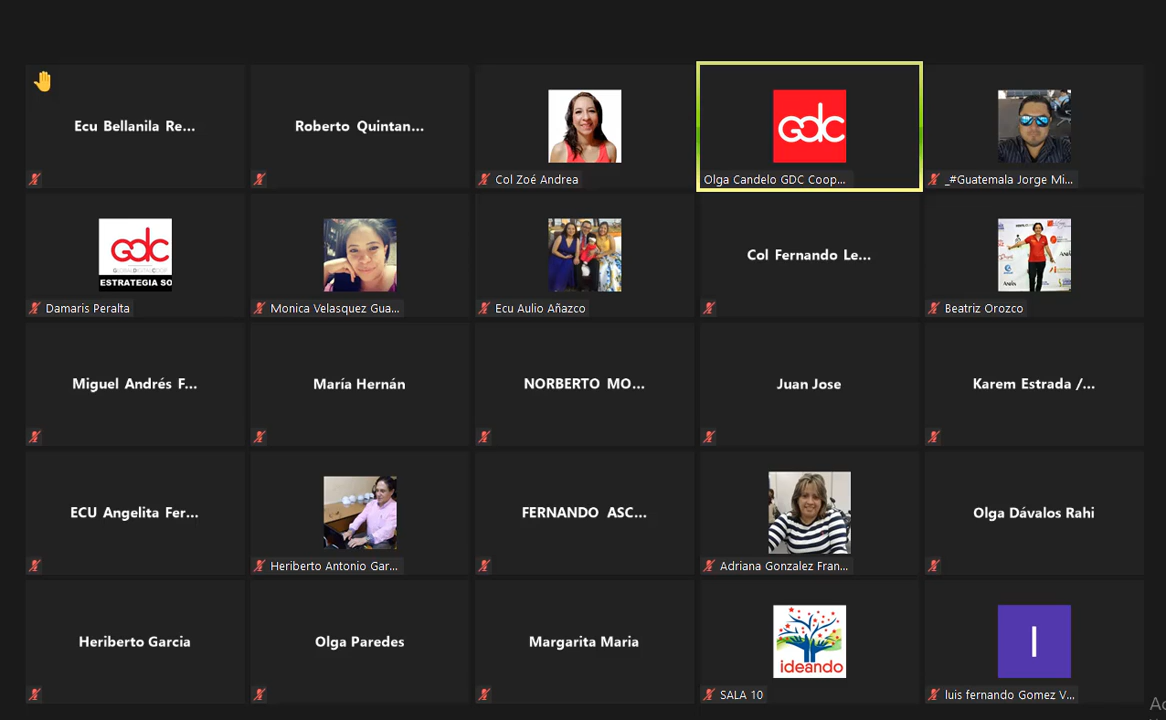 Ecu Bellanila Re...
Roberto Quintan...
Col Zoé Andrea
gdc
Olga Candelo GDC Coop...
_#Guatemala Jorge Mi...
gdc
ESTRATEGIA SO
Damaris Peralta
Monica Velasquez Gua...
Ecu Aulio Añazco
Col Fernando Le...
Beatriz Orozco
Miguel Andrés F...
María Hernán
NORBERTO MO...
Juan Jose
Karem Estrada /...
ECU Angelita Fer...
Heriberto Antonio Gar...
FERNANDO ASC...
Adriana Gonzalez Fran...
Olga Dávalos Rahi
Heriberto Garcia
Olga Paredes
Margarita Maria
ideando
SALA 10
l
luis fernando Gomez V...